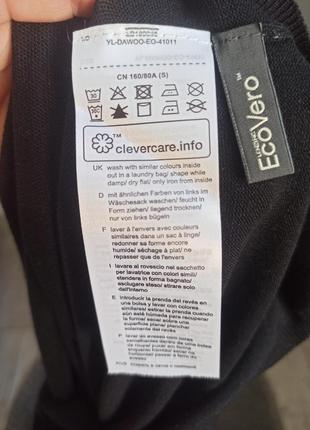 YL-DAWOO-EO-41011
CN 160/80A (S)
30
clevercare.info
TM
UK wash with similar colours inside
out in a laundry bag/ shape while
damp/ dry flat/ only iron from inside
D mit ähnlichen Farben von links im
Wäschesack waschen/ feucht in
Form ziehen/ liegend trocknen/
nur von links bügeln
F laver à l'envers avec couleurs
similaires dans un sac à linge/
redonner sa forme encore
humide/ séchage à plat/ ne
repasser que de l'envers
I lavare al rovescio nel sacchetto
per lavatrice con colori simili/
stendere in forma bagnato/
asciugare steso/ stirare solo
dall'interno
E introducir la prenda del revés en
una bolsa y lavar con colores
similares/ estirar la prenda cuando
aún esté húmeda para recuperar
la forma/ secar sobre una
superficie plana/ planchar
solamente del revés
LENZING
EcoVero
TM